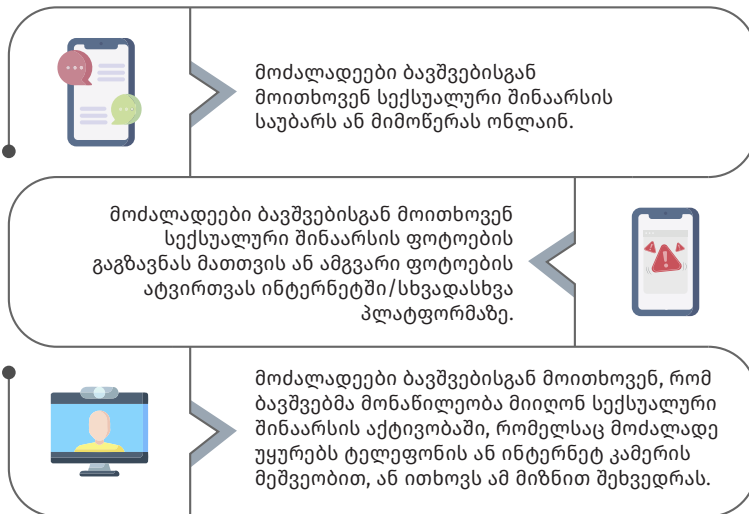 მოძალადეები ბავშვებისგან
მოითხოვენ სექსუალური შინაარსის
საუბარს ან მიმოწერას ონლაინ.
მოძალადეები ბავშვებისგან მოითხოვენ
სექსუალური შინაარსის ფოტოების
გაგზავნას მათთვის ან ამგვარი ფოტოების
ატვირთვას ინტერნეტში/სხვადასხვა
პლატფორმაზე.
მოძალადეები ბავშვებისგან მოითხოვენ, რომ
ბავშვებმა მონაწილეობა მიიღონ სექსუალური
შინაარსის აქტივობაში, რომელსაც მოძალადე
უყურებს ტელეფონის ან ინტერნეტ კამერის
მეშვეობით, ან ითხოვს ამ მიზნით შეხვედრას.